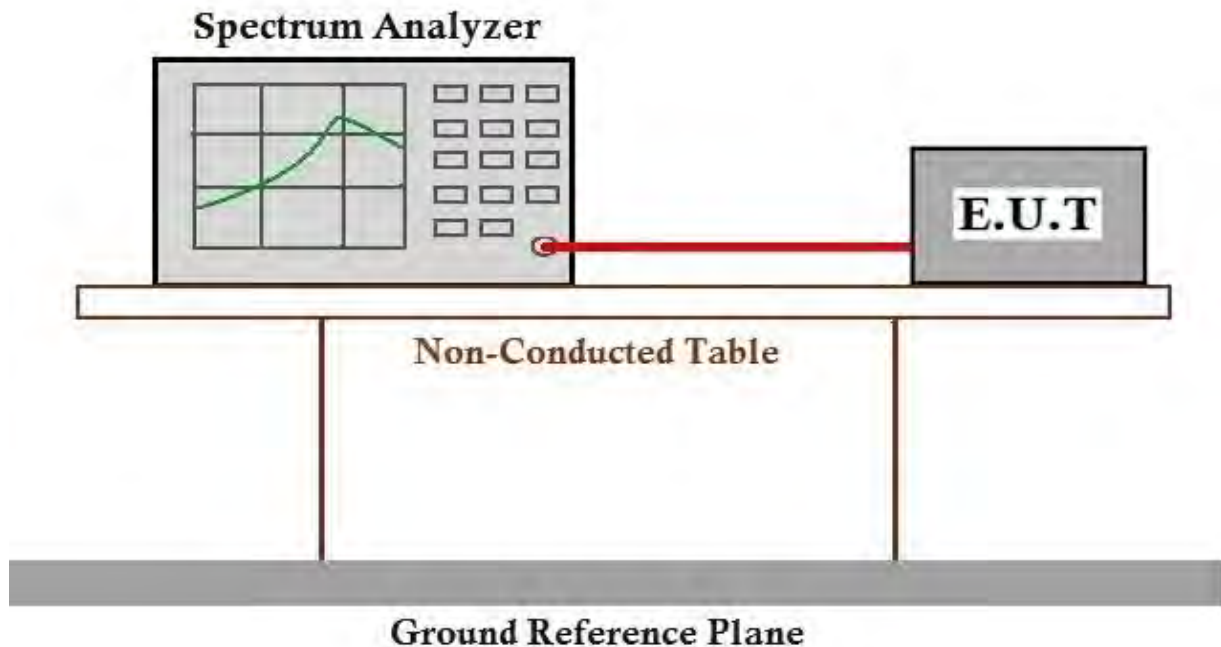 Spectrum Analyzer
E.U.T
Non-Conducted Table
Ground Reference Plane